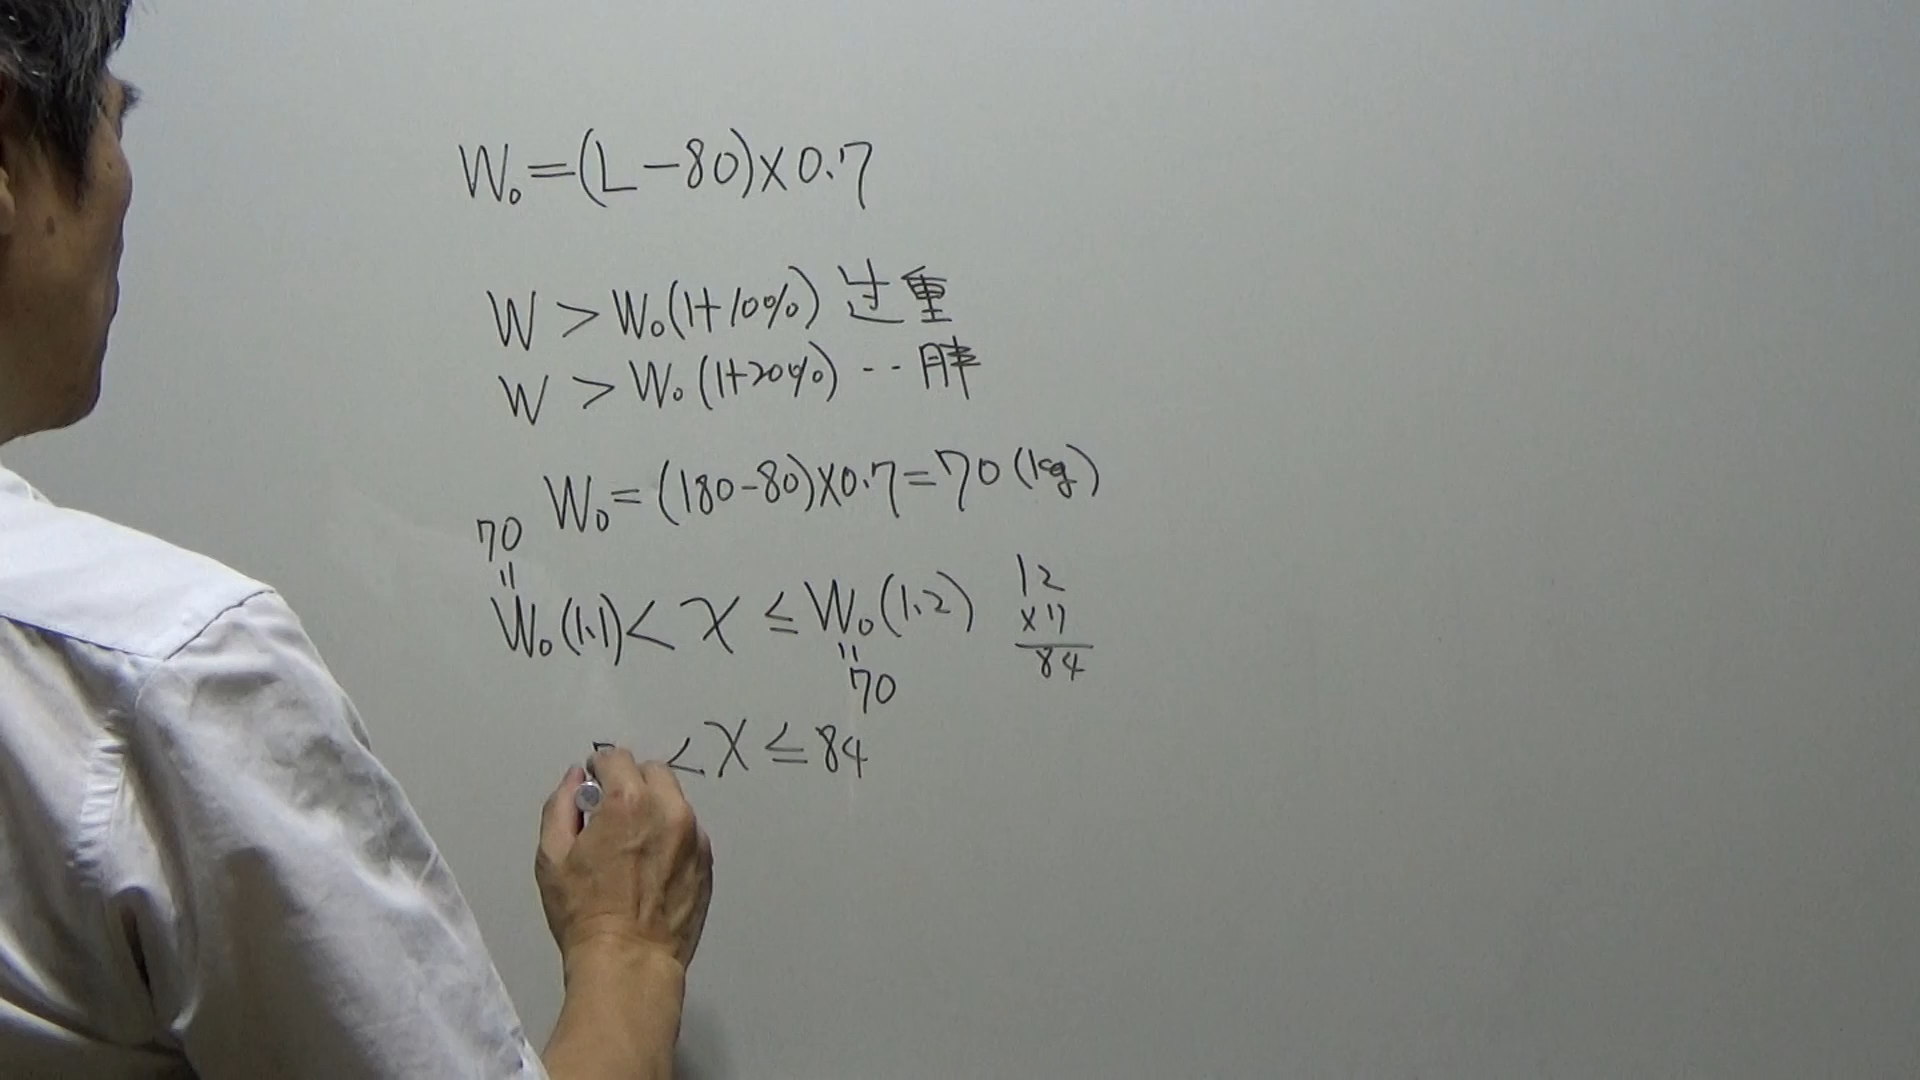 W₀=(L-80)×0.7
W>W₀(1+10%) 过重
W>W₀(1+20%)‥胖
W₀=(180-80)×0.7=70(kg)
70
〃
W₀(1.1)<x≤W₀(1.2)
〃
70
12
×7
84
<x≤84